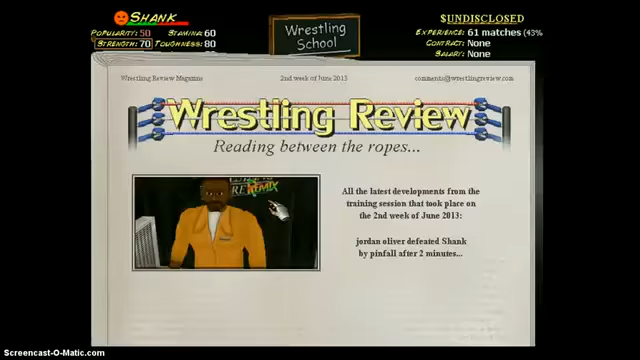 SHANK
POPULARITY: 50 STAMINA: 60
STRENGTH: 70 TOUGHNESS: 80
Wrestling
School
$UNDISCLOSED
EXPERIENCE: 61 matches (43%
CONTRACT: None
SALARY: None
Wrestling Review Magazine 2nd week of June 2013 comments@wrestlingreview.com
Wrestling Review
Reading between the ropes...
REMIX
All the latest developments from the
training session that took place on
the 2nd week of June 2013:
jordan oliver defeated Shank
by pinfall after 2 minutes...
Screencast-O-Matic.com